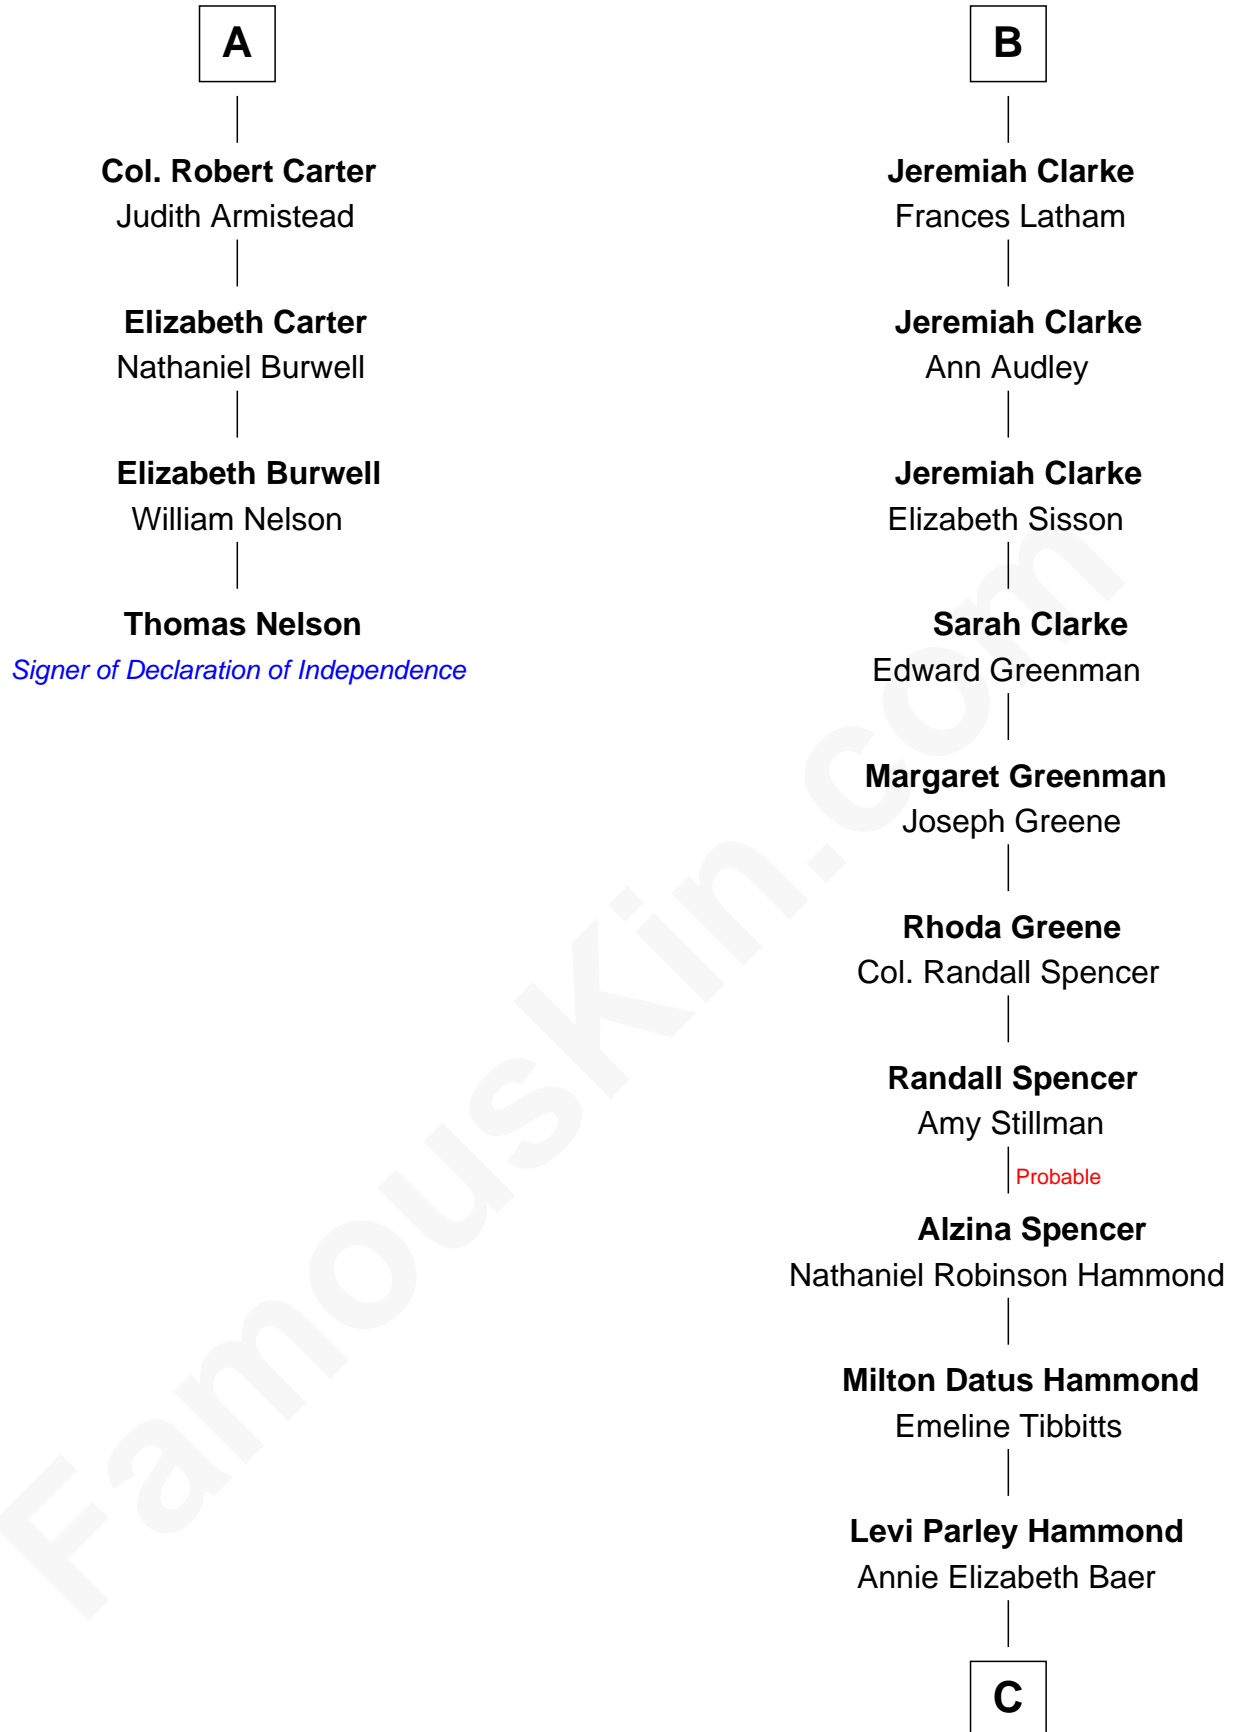 A
Col. Robert Carter
Judith Armistead
Elizabeth Carter
Nathaniel Burwell
Elizabeth Burwell
William Nelson
Thomas Nelson
Signer of Declaration of Independence
B
Jeremiah Clarke
Frances Latham
Jeremiah Clarke
Ann Audley
Jeremiah Clarke
Elizabeth Sisson
Sarah Clarke
Edward Greenman
Margaret Greenman
Joseph Greene
Rhoda Greene
Col. Randall Spencer
Randall Spencer
Amy Stillman
Probable
Alzina Spencer
Nathaniel Robinson Hammond
Milton Datus Hammond
Emeline Tibbitts
Levi Parley Hammond
Annie Elizabeth Baer
C
FamousKin.com